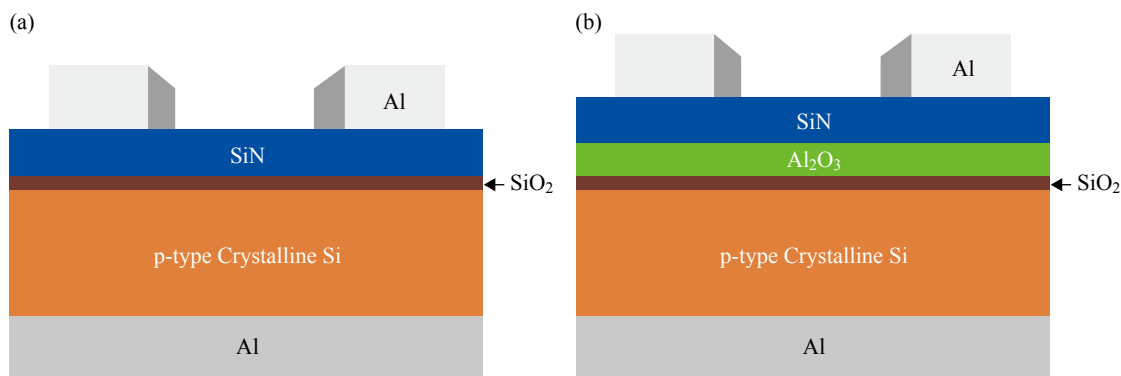 (a)
Al
SiN
SiO₂
p-type Crystalline Si
Al
(b)
Al
SiN
Al₂O₃
SiO₂
p-type Crystalline Si
Al